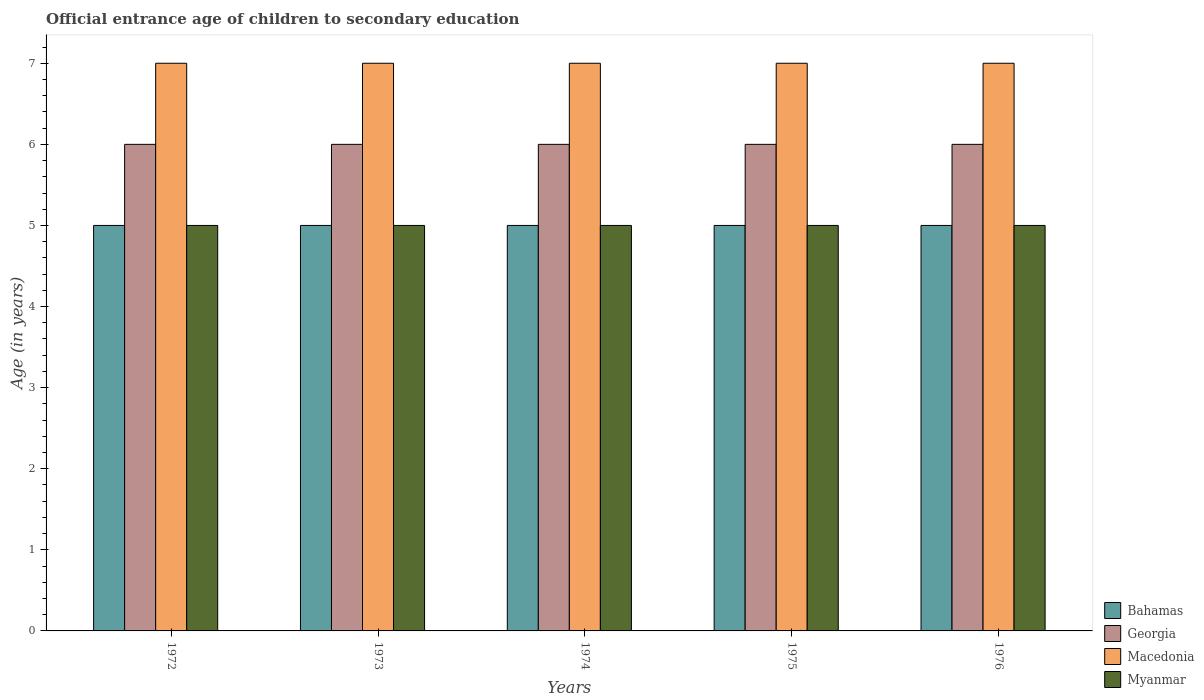 Official entrance age of children to secondary education
Age (in years)
7
6
5
4
3
2
1
0
1972
1973
1974
1975
1976
Years
Bahamas
Georgia
Macedonia
Myanmar